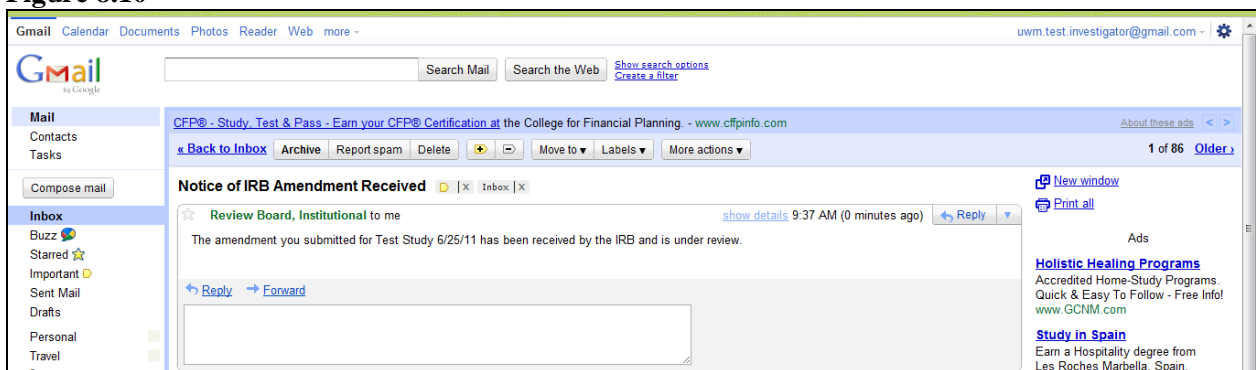 Gmail Calendar Documents Photos Reader Web more
uwm.test.investigator@gmail.com
Gmail
by Google
Search Mail
Search the Web
Show search options
Create a filter
Mail
Contacts
Tasks
Compose mail
Inbox
Buzz
Starred
Important
Sent Mail
Drafts
Personal
Travel
CFP® - Study, Test & Pass - Earn your CFP® Certification at the College for Financial Planning. - www.cffpinfo.com
About these ads < >
« Back to Inbox Archive Report spam Delete Move to Labels More actions
1 of 86 Older ›
Notice of IRB Amendment Received X Inbox X
Review Board, Institutional to me
show details 9:37 AM (0 minutes ago) Reply
The amendment you submitted for Test Study 6/25/11 has been received by the IRB and is under review.
Reply Forward
New window
Print all
Ads
Holistic Healing Programs
Accredited Home-Study Programs.
Quick & Easy To Follow - Free Info!
www.GCNM.com
Study in Spain
Earn a Hospitality degree from
Les Roches Marbella, Spain.